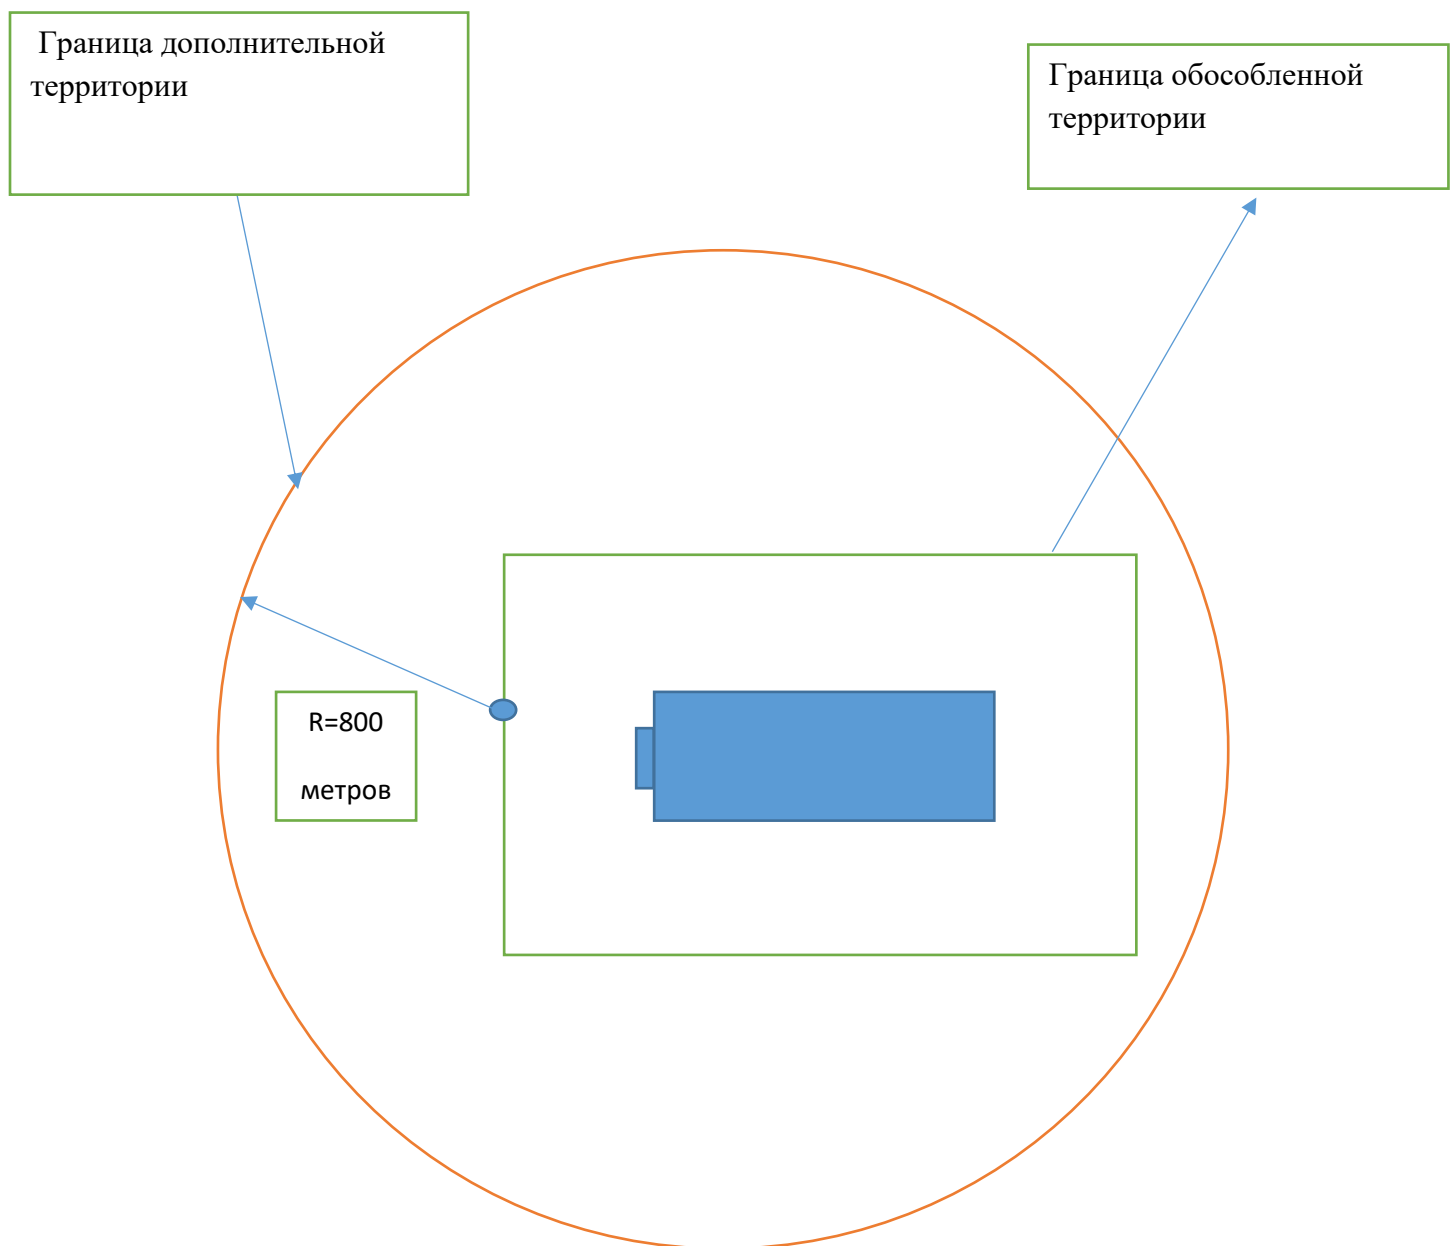 Граница дополнительной
территории
Граница обособленной
территории
R=800
метров